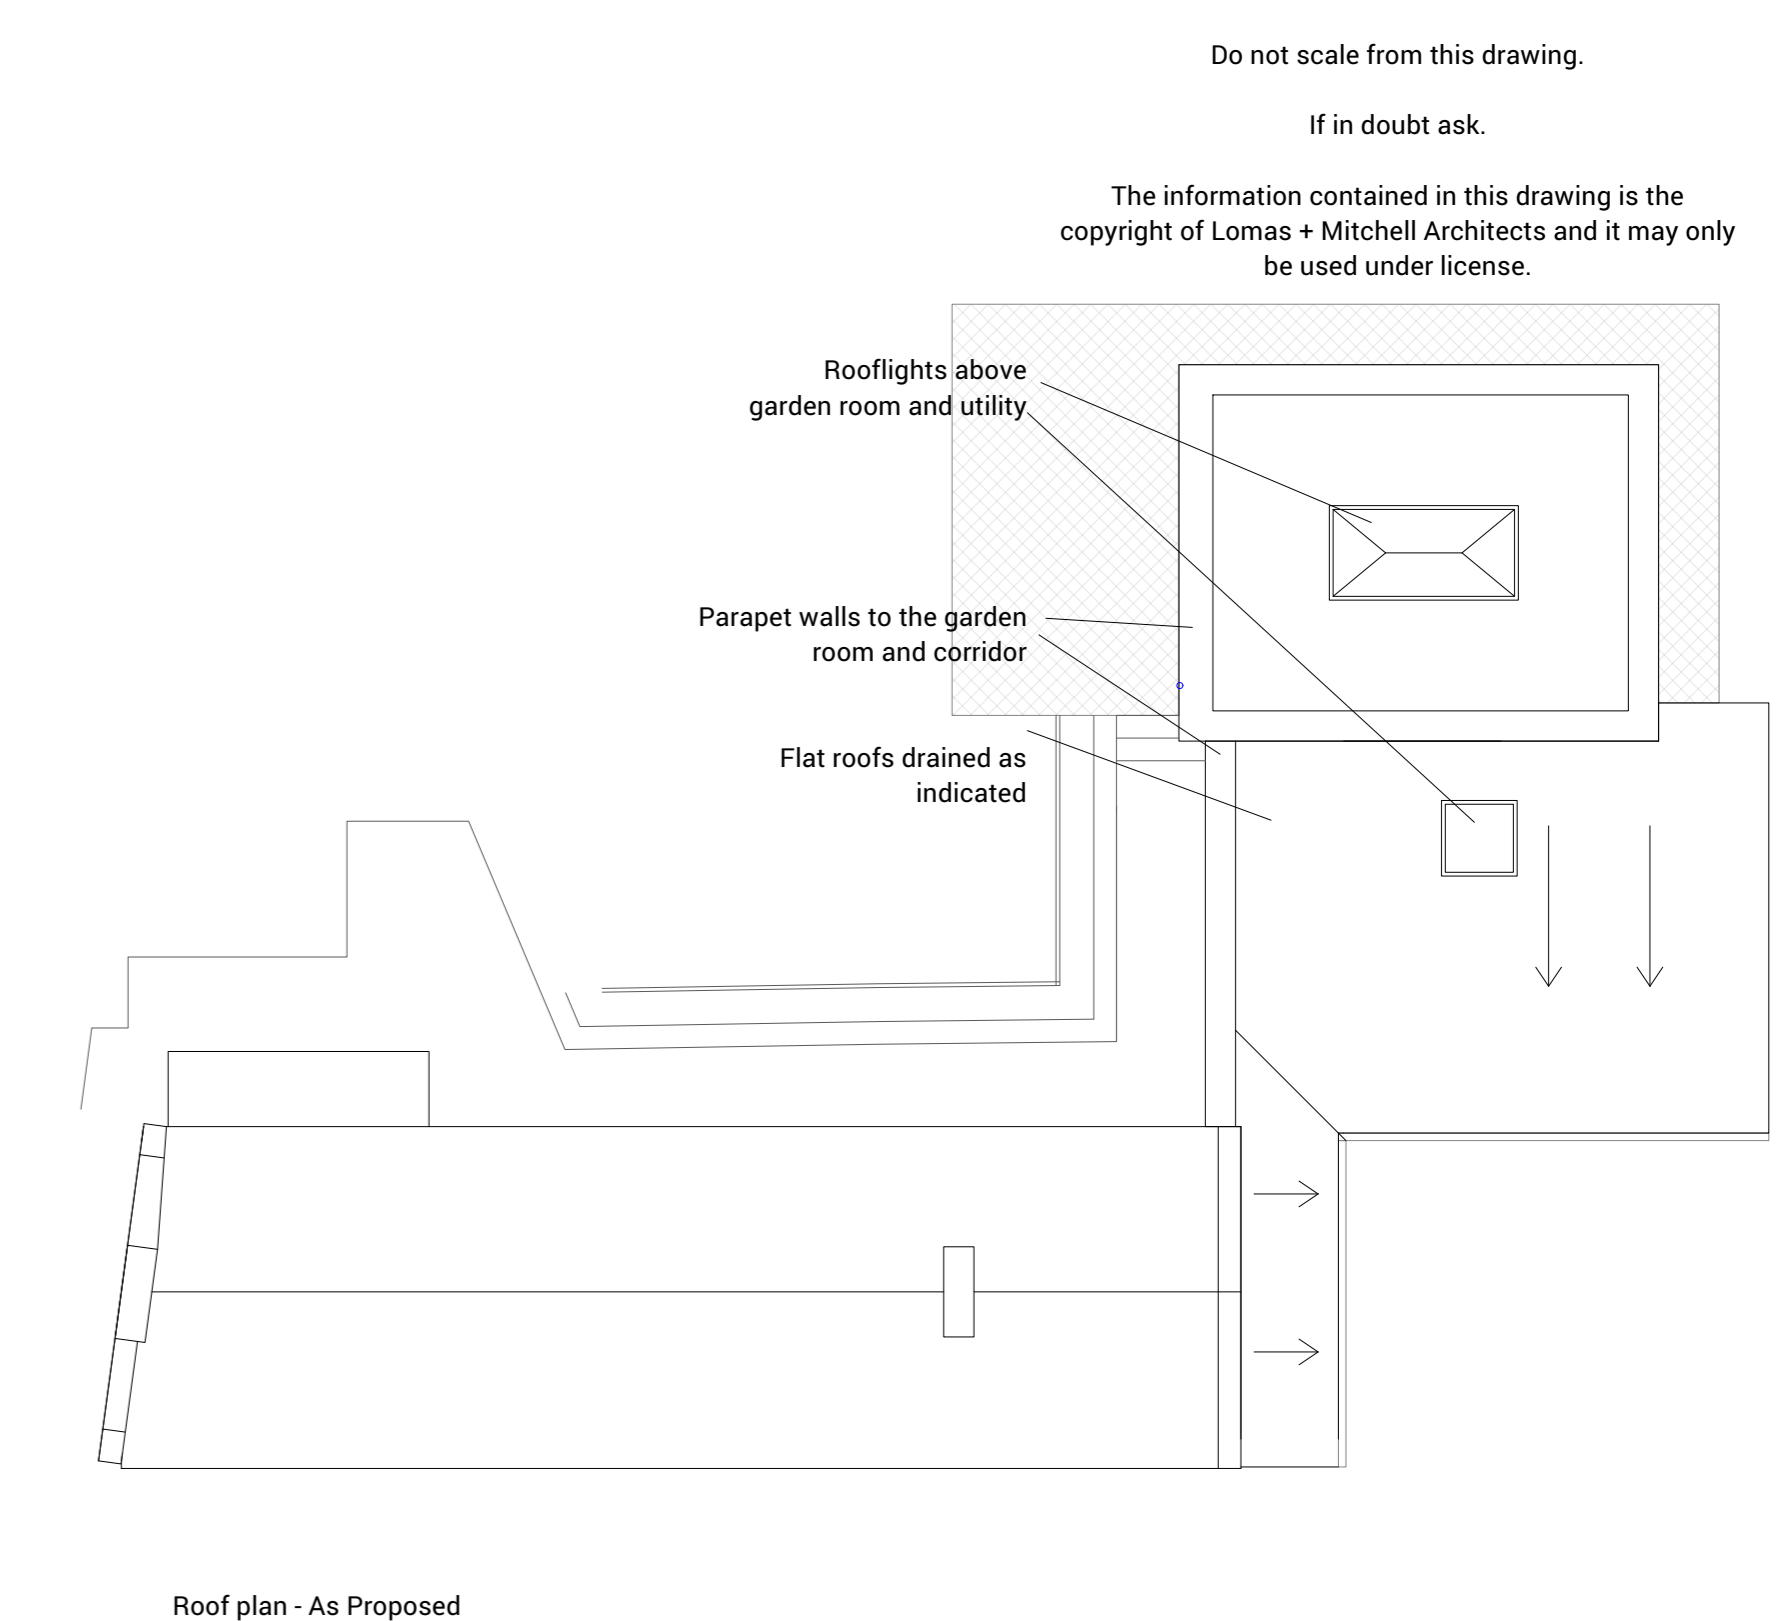 Do not scale from this drawing.
If in doubt ask.
The information contained in this drawing is the
copyright of Lomas + Mitchell Architects and it may only
be used under license.
Rooflights above
garden room and utility
Parapet walls to the garden
room and corridor
Flat roofs drained as
indicated
Roof plan - As Proposed